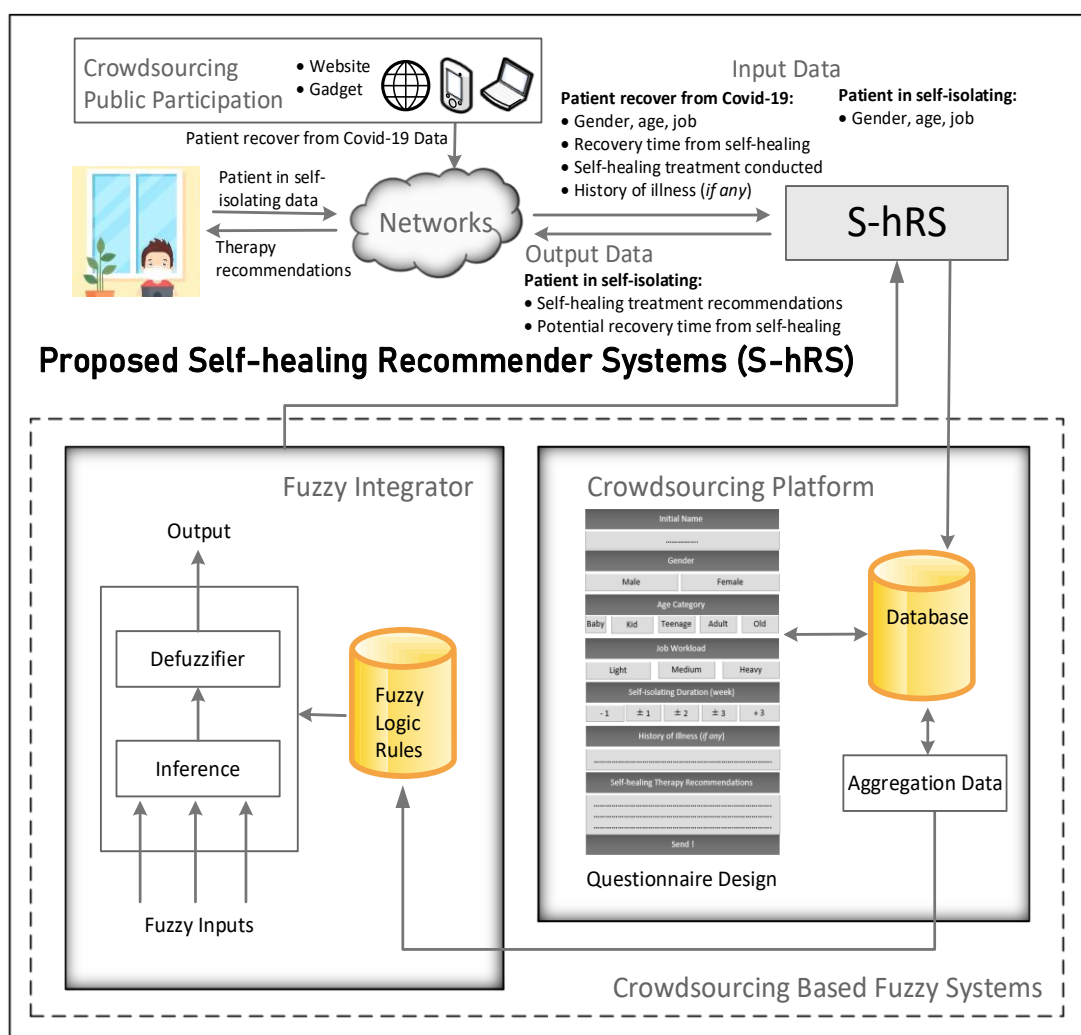 Crowdsourcing
Public Participation
• Website
• Gadget
Patient recover from Covid-19 Data
Patient in self-
isolating data
Therapy
recommendations
Networks
Input Data
Patient recover from Covid-19:
• Gender, age, job
• Recovery time from self-healing
• Self-healing treatment conducted
• History of illness (if any)
Patient in self-isolating:
• Gender, age, job
S-hRS
Output Data
Patient in self-isolating:
• Self-healing treatment recommendations
• Potential recovery time from self-healing
Proposed Self-healing Recommender Systems (S-hRS)
Fuzzy Integrator
Output
Defuzzifier
Inference
Fuzzy
Logic
Rules
Fuzzy Inputs
Crowdsourcing Platform
Initial Name
...............
Gender
Male Female
Age Category
Baby Kid Teenage Adult Old
Job Workload
Light Medium Heavy
Self-isolating Duration (week)
- 1 ± 1 ± 2 ± 3 + 3
History of Illness (if any)
Self-healing Therapy Recommendations
Send !
Questionnaire Design
Database
Aggregation Data
Crowdsourcing Based Fuzzy Systems